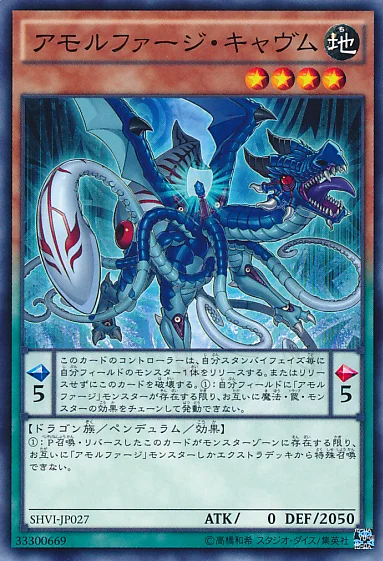 アモルファージ・キャヴム
地
このカードのコントローラーは、自分スタンバイフェイズ毎に
自分フィールドのモンスター1体をリリースする。またはリリー
スせずにこのカードを破壊する。①:自分フィールドに「アモル
ファージ」モンスターが存在する限り、お互いに魔法・罠・モン
スターの効果をチェーンして発動できない。
5
5
【ドラゴン族/ペンデュラム/効果】
①:P召喚・リバースしたこのカードがモンスターゾーンに存在する限り、
お互いに「アモルファージ」モンスターしかエクストラデッキから特殊召喚
できない。
SHVI-JP027
ATK/ 0 DEF/2050
33300669
©高橋和希 スタジオ・ダイス/集英社